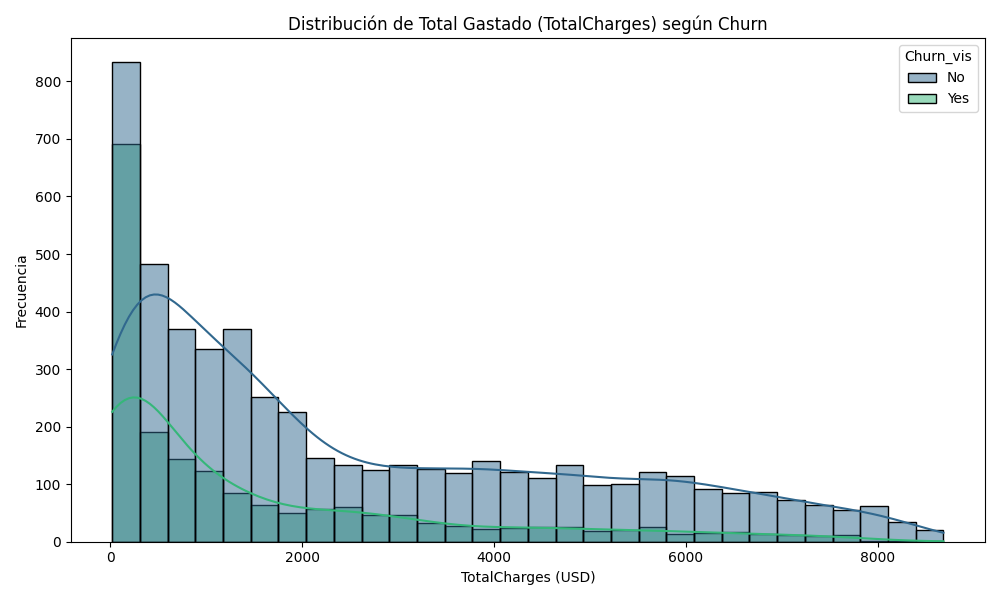 Distribución de Total Gastado (TotalCharges) según Churn
Churn_vis
No
Yes
Frecuencia
800
700
600
500
400
300
200
100
0
0 2000 4000 6000 8000
TotalCharges (USD)